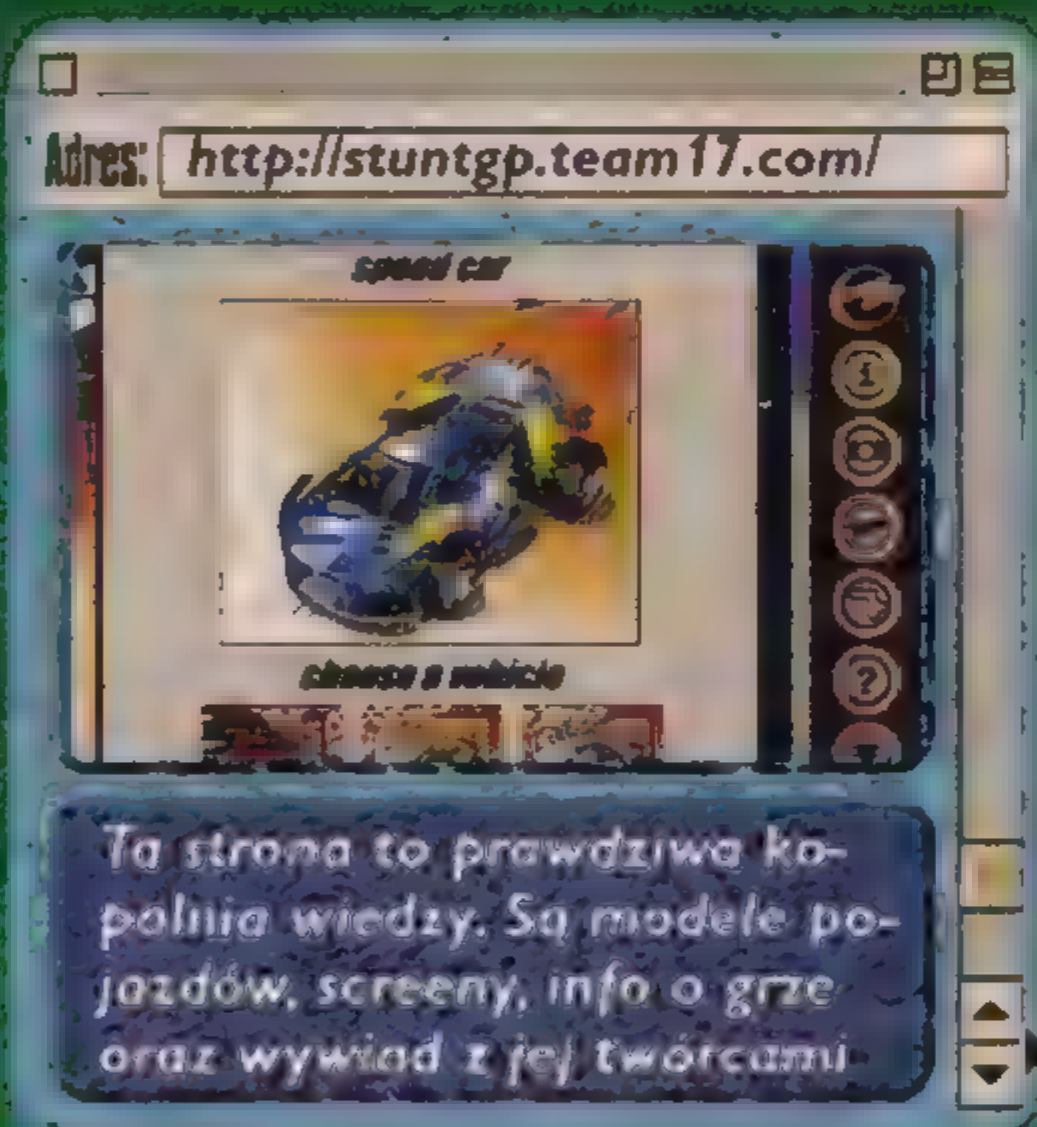 Adres: http://stuntgp.team17.com/
speed car
choose a vehicle
Ta strona to prawdziwa ko-
palnia wiedzy. Są modele po-
jazdów, screeny, info o grze
oraz wywiad z jej twórcami